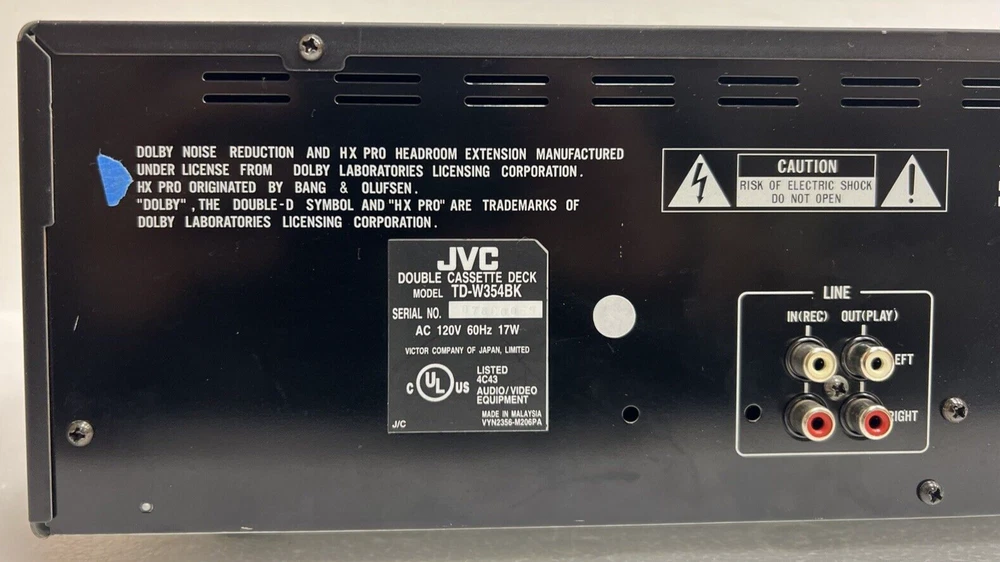 DOLBY NOISE REDUCTION AND HX PRO HEADROOM EXTENSION MANUFACTURED
UNDER LICENSE FROM DOLBY LABORATORIES LICENSING CORPORATION.
HX PRO ORIGINATED BY BANG & OLUFSEN.
"DOLBY", THE DOUBLE-D SYMBOL AND "HX PRO" ARE TRADEMARKS OF
DOLBY LABORATORIES LICENSING CORPORATION.
CAUTION
RISK OF ELECTRIC SHOCK
DO NOT OPEN
JVC
DOUBLE CASSETTE DECK
MODEL TD-W354BK
SERIAL NO.
AC 120V 60Hz 17W
VICTOR COMPANY OF JAPAN, LIMITED
C UL US
LISTED
4C43
AUDIO/VIDEO
EQUIPMENT
MADE IN MALAYSIA
J/C VYN2356-M206PA
LINE
IN(REC) OUT(PLAY)
EFT
IGHT